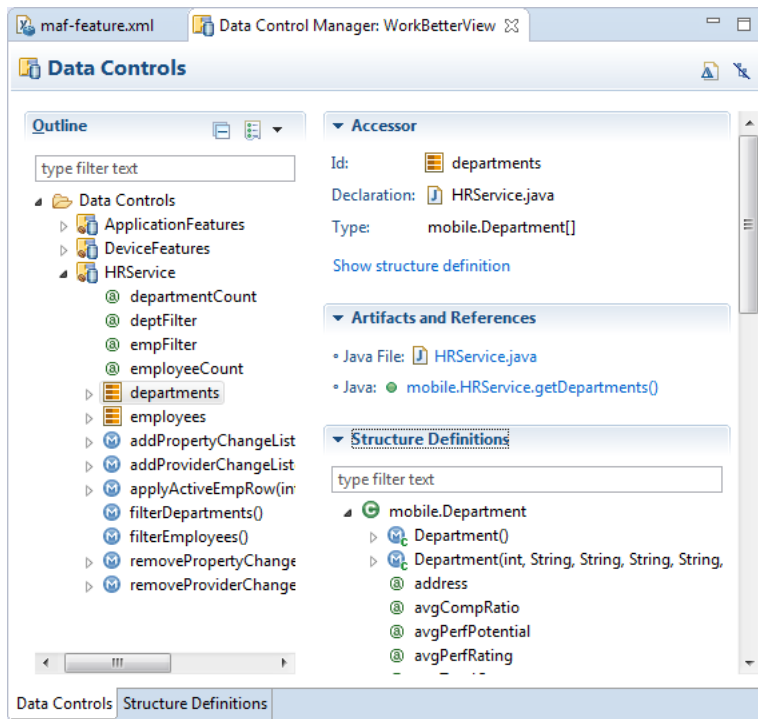 maf-feature.xml
Data Control Manager: WorkBetterView
Data Controls
Outline
type filter text
Data Controls
ApplicationFeatures
DeviceFeatures
HRService
departmentCount
deptFilter
empFilter
employeeCount
departments
employees
addPropertyChangeList
addProviderChangeList
applyActiveEmpRow(in
filterDepartments()
filterEmployees()
removePropertyChange
removeProviderChange
Accessor
Id: departments
Declaration: HRService.java
Type: mobile.Department[]
Show structure definition
Artifacts and References
Java File: HRService.java
Java: mobile.HRService.getDepartments()
Structure Definitions
type filter text
mobile.Department
Department()
Department(int, String, String, String, String,
address
avgCompRatio
avgPerfPotential
avgPerfRating
Data Controls
Structure Definitions